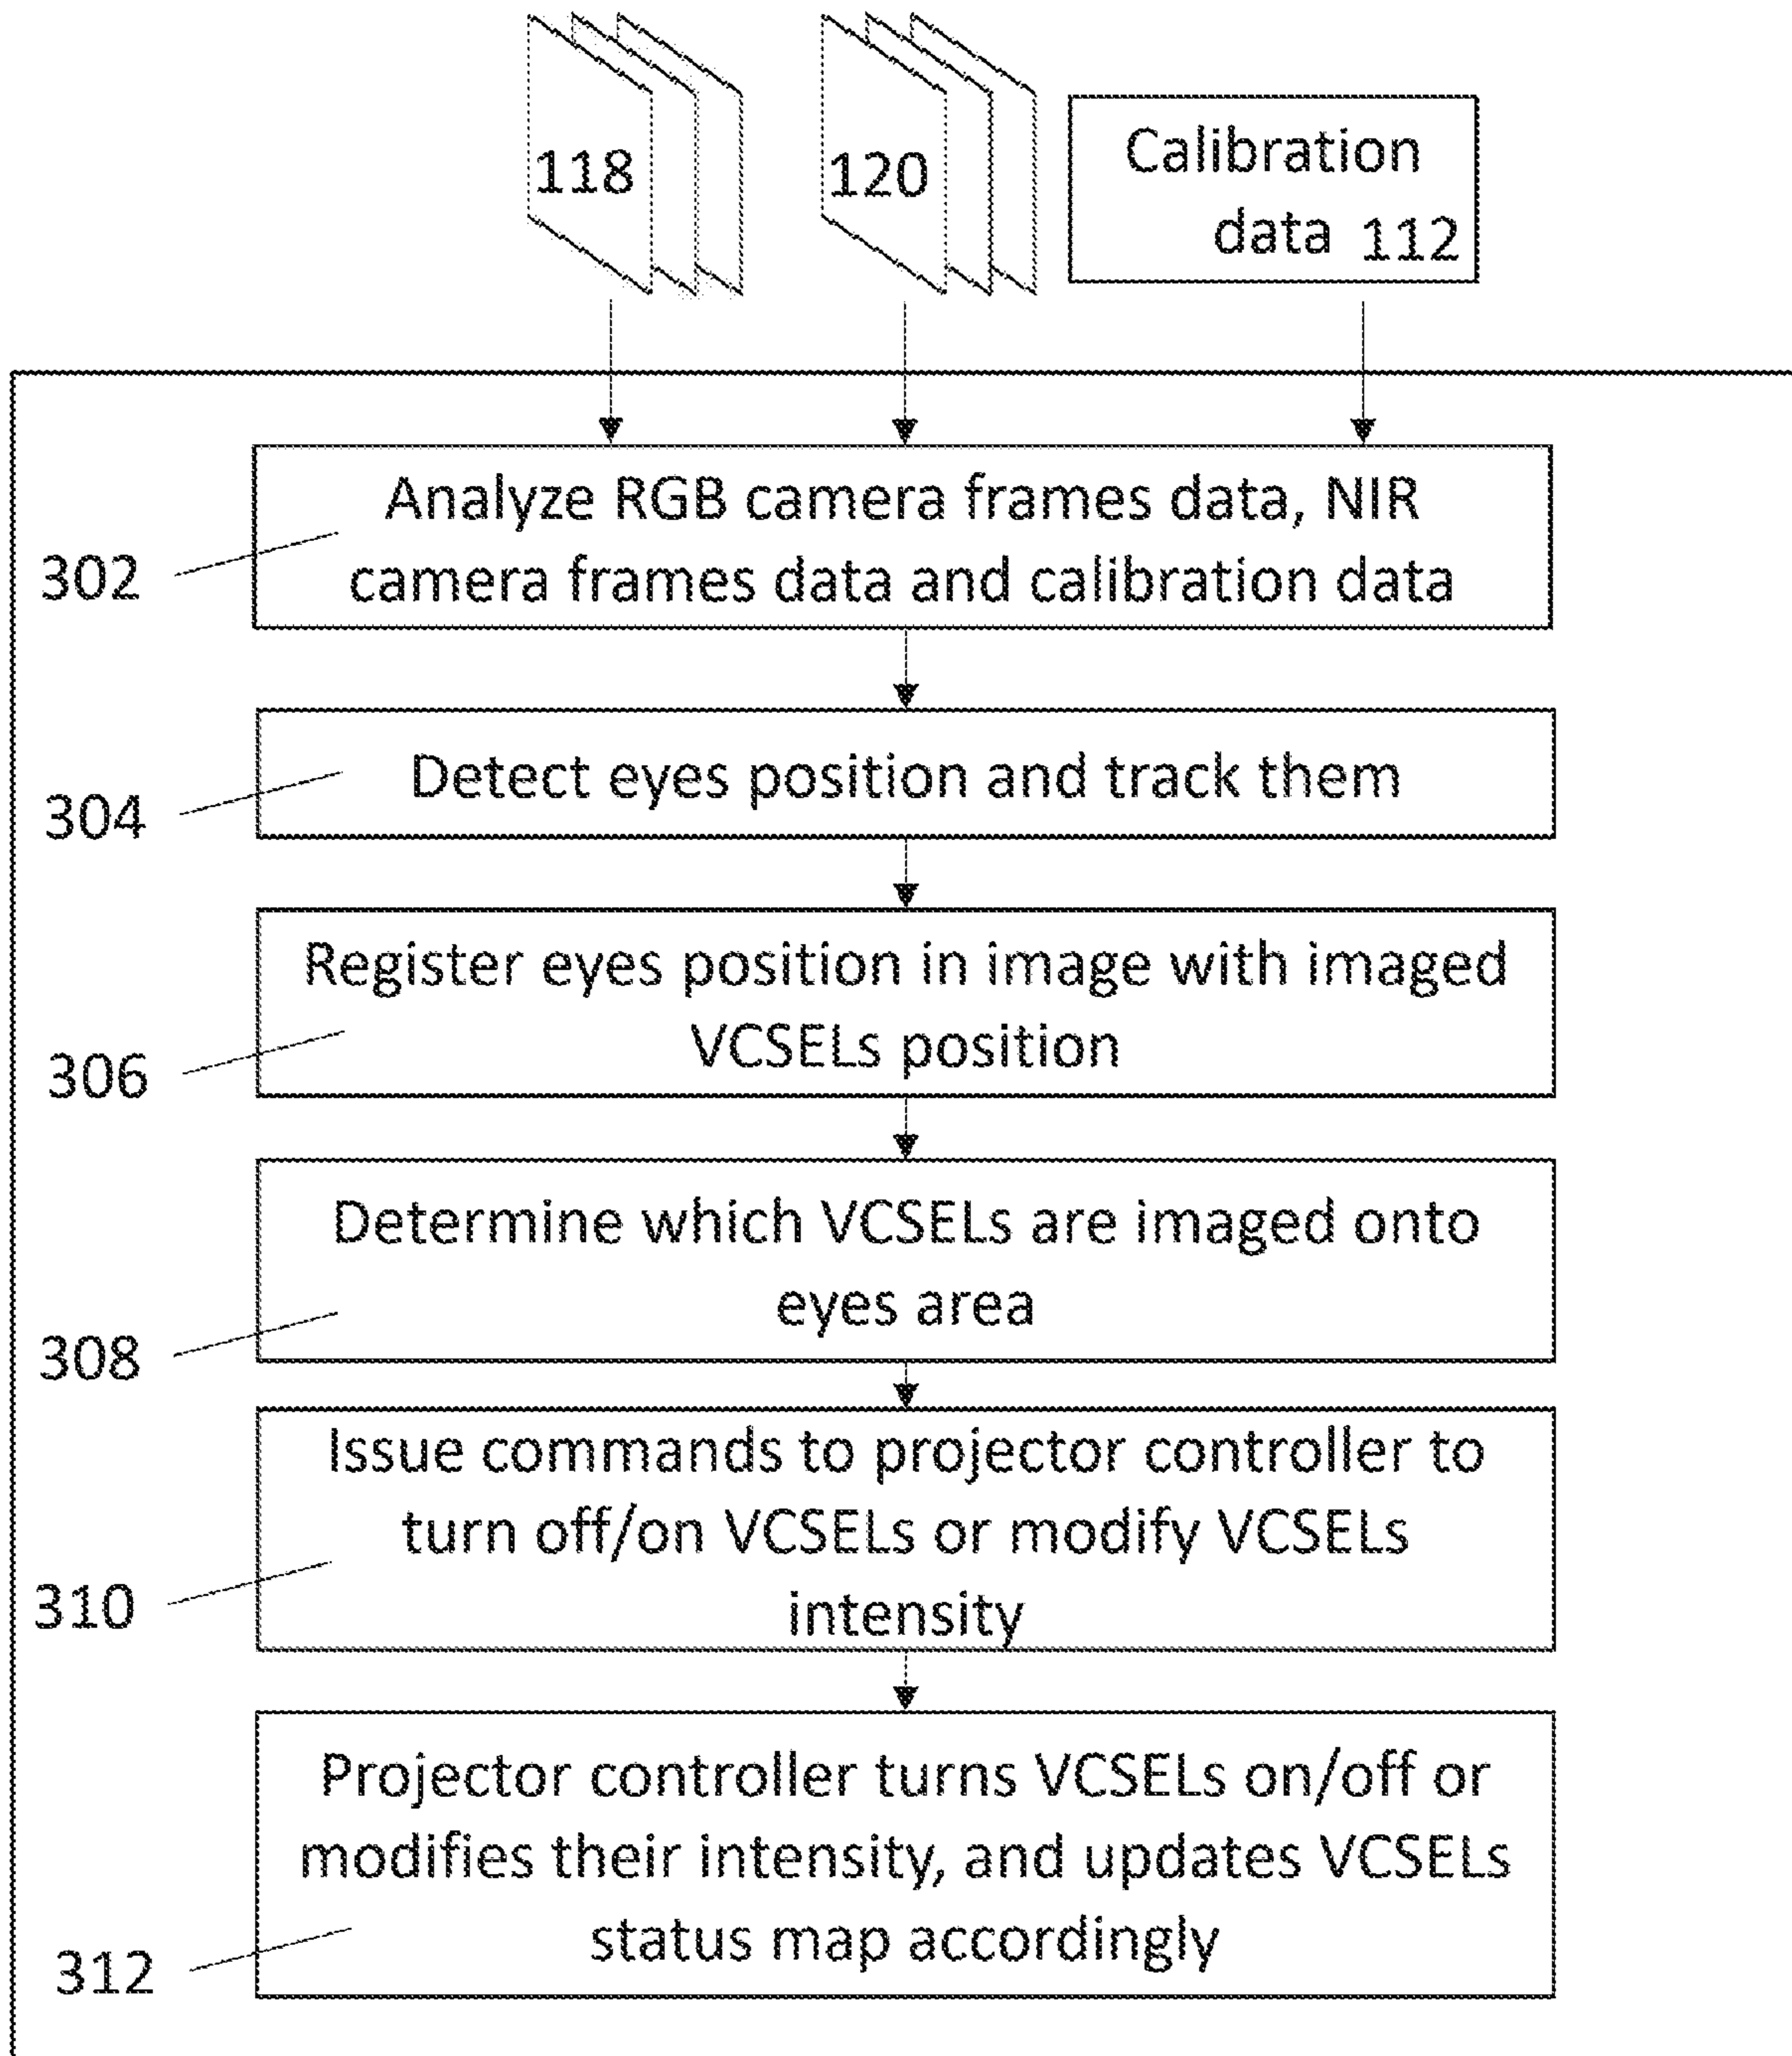 118
120
Calibration
data 112
Analyze RGB camera frames data, NIR
camera frames data and calibration data
302
Detect eyes position and track them
304
Register eyes position in image with imaged
VCSELs position
306
Determine which VCSELs are imaged onto
eyes area
308
Issue commands to projector controller to
turn off/on VCSELs or modify VCSELs
intensity
310
Projector controller turns VCSELs on/off or
modifies their intensity, and updates VCSELs
status map accordingly
312